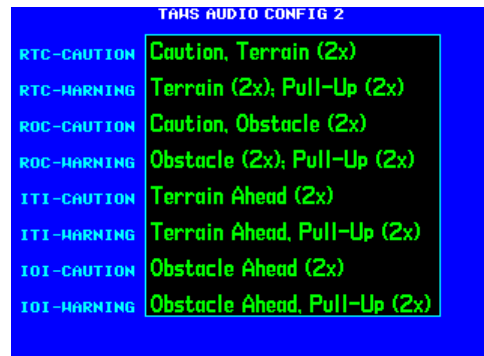 TAWS AUDIO CONFIG 2
RTC-CAUTION Caution, Terrain (2x)
RTC-WARNING Terrain (2x); Pull-Up (2x)
ROC-CAUTION Caution, Obstacle (2x)
ROC-WARNING Obstacle (2x); Pull-Up (2x)
ITI-CAUTION Terrain Ahead (2x)
ITI-WARNING Terrain Ahead, Pull-Up (2x)
IOI-CAUTION Obstacle Ahead (2x)
IOI-WARNING Obstacle Ahead, Pull-Up (2x)